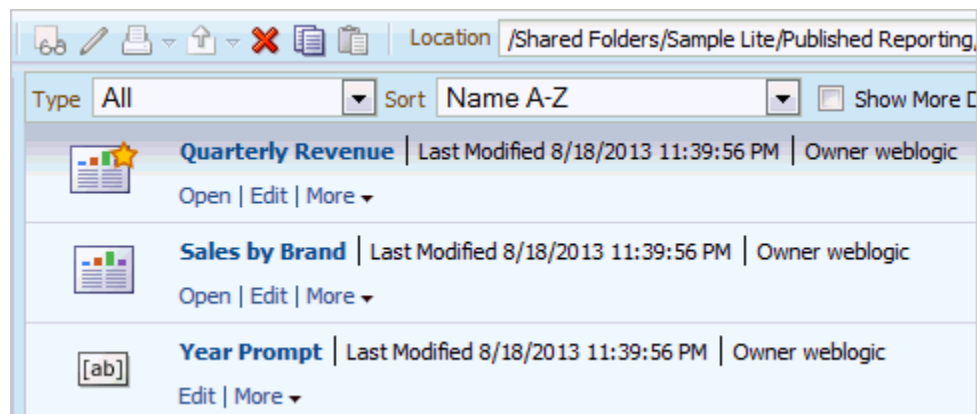 Location /Shared Folders/Sample Lite/Published Reporting,
Type All Sort Name A-Z Show More D
Quarterly Revenue | Last Modified 8/18/2013 11:39:56 PM | Owner weblogic
Open | Edit | More
Sales by Brand | Last Modified 8/18/2013 11:39:56 PM | Owner weblogic
Open | Edit | More
Year Prompt | Last Modified 8/18/2013 11:39:56 PM | Owner weblogic
[ab]
Edit | More